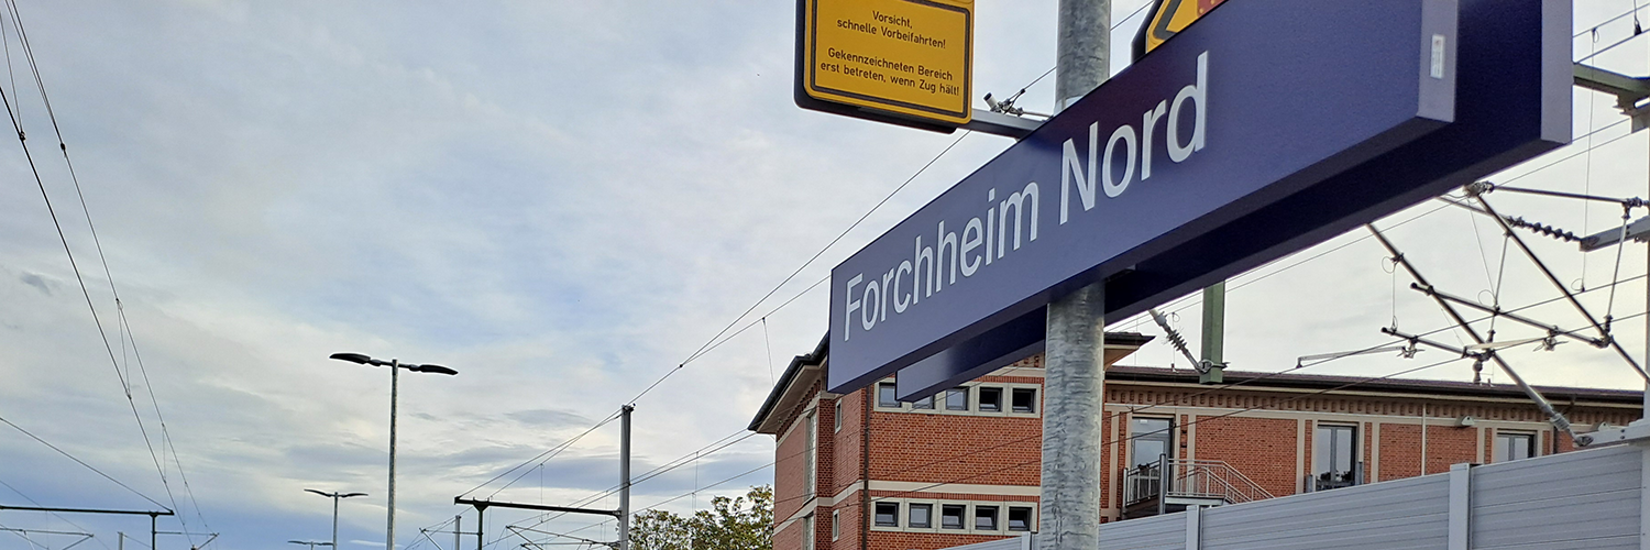 Vorsicht,
schnelle Vorbeifahrten!
Gekennzeichneten Bereich
erst betreten, wenn Zug hält!
Forchheim Nord